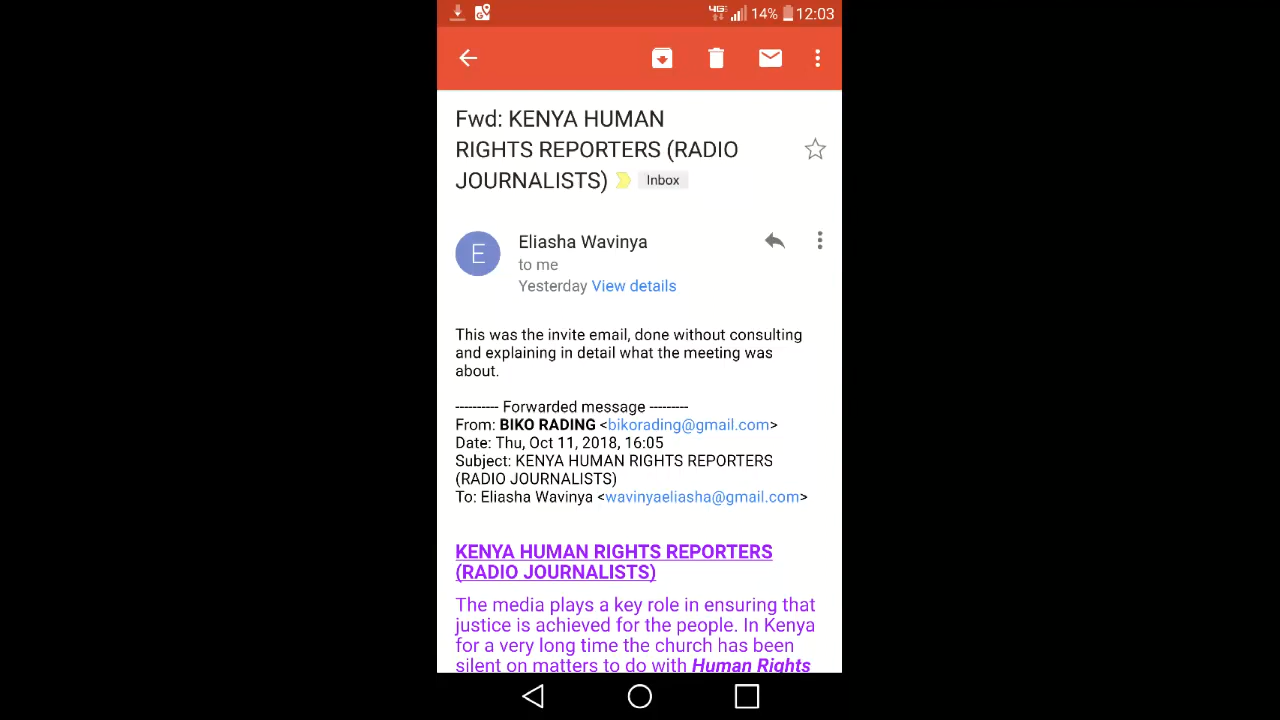 4G 14% 12:03
Fwd: KENYA HUMAN
RIGHTS REPORTERS (RADIO
JOURNALISTS) Inbox
E
Eliasha Wavinya
to me
Yesterday View details
This was the invite email, done without consulting
and explaining in detail what the meeting was
about.
---------- Forwarded message ---------
From: BIKO RADING <bikorading@gmail.com>
Date: Thu, Oct 11, 2018, 16:05
Subject: KENYA HUMAN RIGHTS REPORTERS
(RADIO JOURNALISTS)
To: Eliasha Wavinya <wavinyaeliasha@gmail.com>
KENYA HUMAN RIGHTS REPORTERS
(RADIO JOURNALISTS)
The media plays a key role in ensuring that
justice is achieved for the people. In Kenya
for a very long time the church has been
silent on matters to do with Human Rights